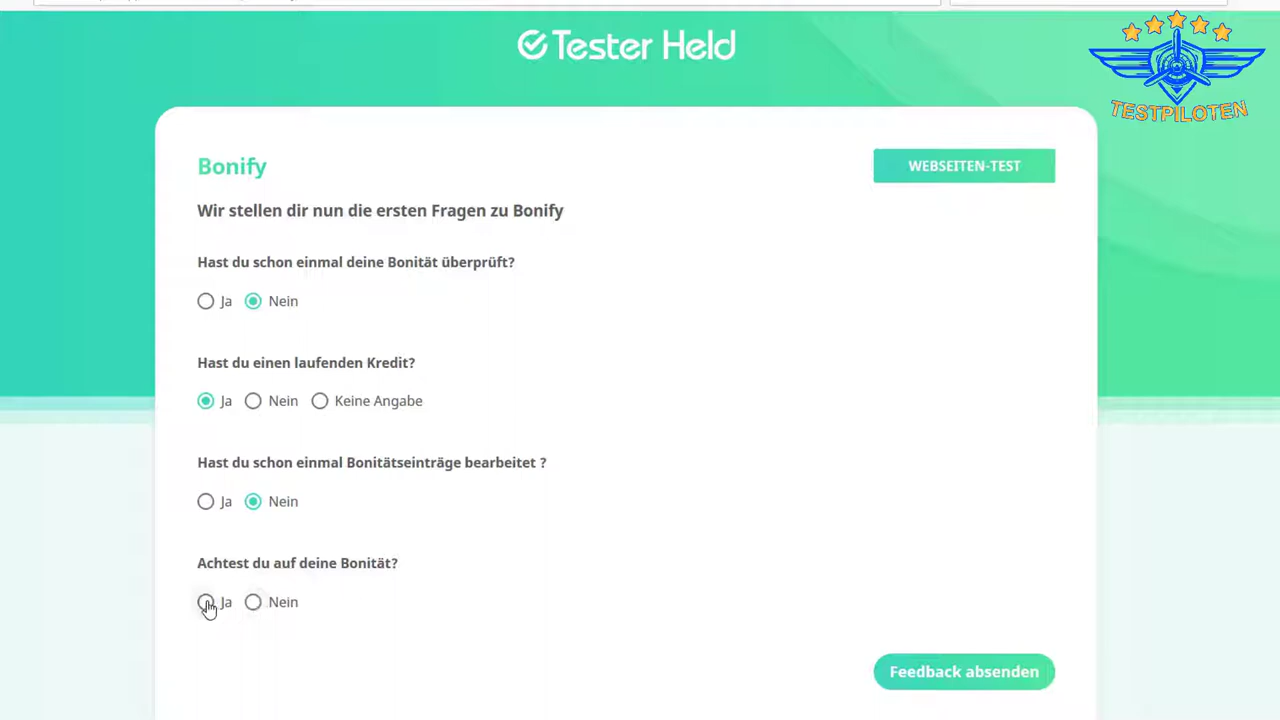 Tester Held
TESTPILOTEN
Bonify
WEBSEITEN-TEST
Wir stellen dir nun die ersten Fragen zu Bonify
Hast du schon einmal deine Bonität überprüft?
Ja Nein
Hast du einen laufenden Kredit?
Ja Nein Keine Angabe
Hast du schon einmal Bonitätseinträge bearbeitet ?
Ja Nein
Achtest du auf deine Bonität?
Ja Nein
Feedback absenden